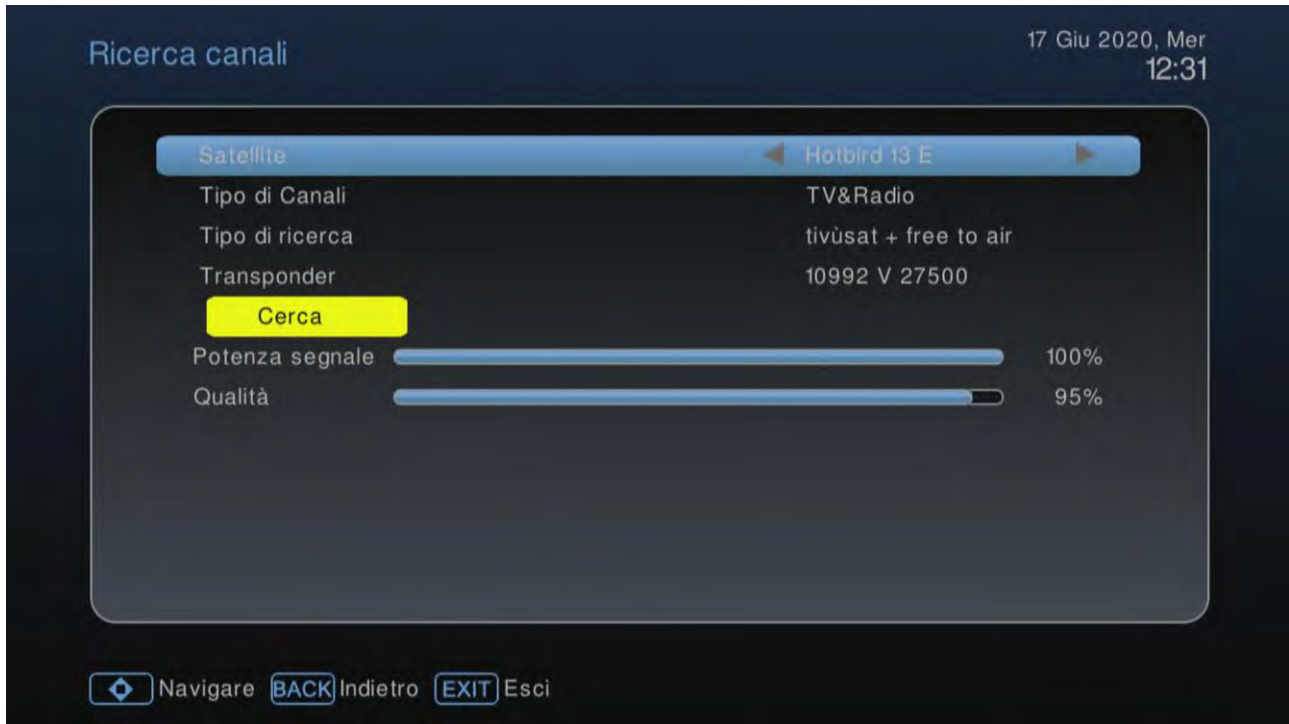 Ricerca canali
17 Giu 2020, Mer
12:31
Satellite Hotbird 13 E
Tipo di Canali TV&Radio
Tipo di ricerca tivùsat + free to air
Transponder 10992 V 27500
Cerca
Potenza segnale 100%
Qualità 95%
Navigare BACK Indietro EXIT Esci